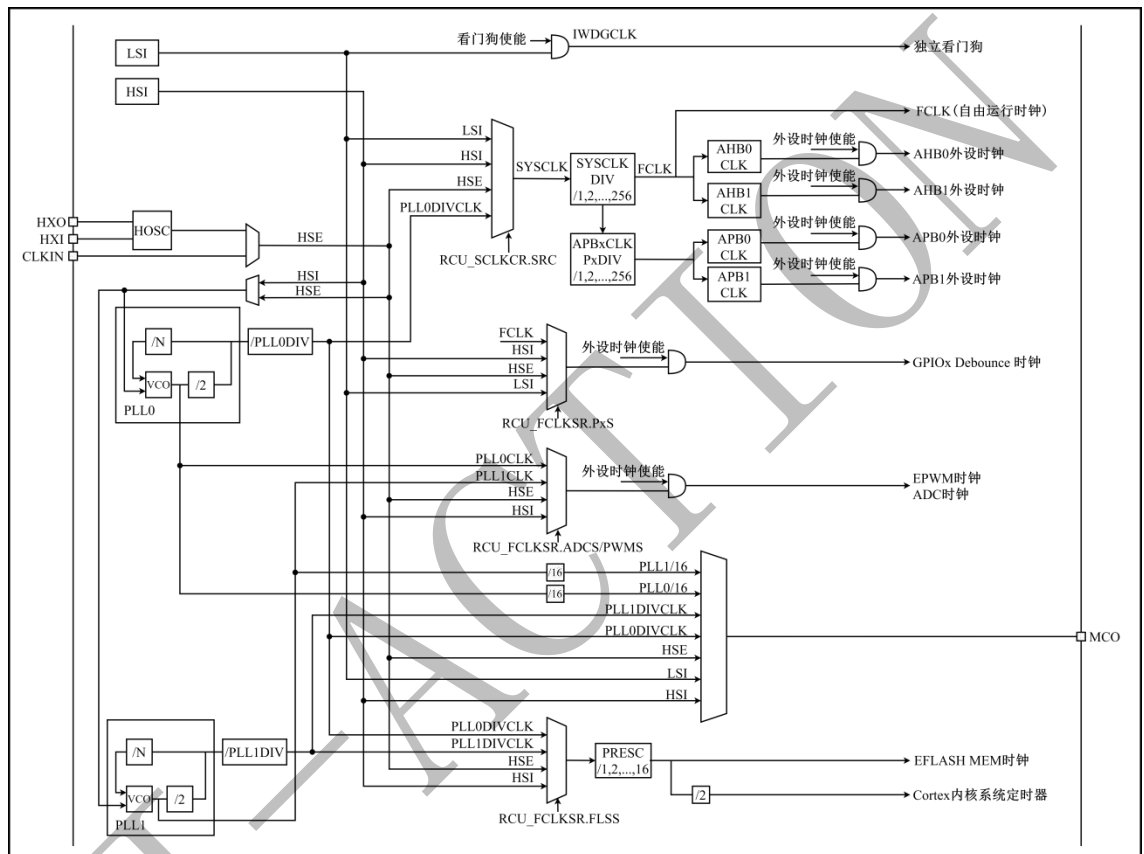 LSI
看门狗使能
IWDGCLK
独立看门狗
HSI
FCLK(自由运行时钟)
LSI
HSI
HSE
PLL0DIVCLK
SYSCLK
SYSCLK
DIV
/1,2,...,256
FCLK
AHB0
CLK
外设时钟使能
AHB0外设时钟
AHB1
CLK
外设时钟使能
AHB1外设时钟
RCU_SCLKCR.SRC
APBxCLK
PxDIV
/1,2,...,256
APB0
CLK
外设时钟使能
APB0外设时钟
APB1
CLK
外设时钟使能
APB1外设时钟
HXO
HXI
CLKIN
HOSC
HSE
HSI
HSE
/N
/PLL0DIV
VCO
/2
PLL0
FCLK
HSI
HSE
LSI
外设时钟使能
GPIOx Debounce 时钟
RCU_FCLKSR.PxS
PLL0CLK
PLL1CLK
HSE
HSI
外设时钟使能
EPWM时钟
ADC时钟
RCU_FCLKSR.ADCS/PWMS
/16
PLL1/16
/16
PLL0/16
PLL1DIVCLK
PLL0DIVCLK
HSE
LSI
HSI
MCO
/N
/PLL1DIV
VCO
/2
PLL1
PLL0DIVCLK
PLL1DIVCLK
HSE
HSI
PRESC
/1,2,...,16
EFLASH MEM时钟
/2
Cortex内核系统定时器
RCU_FCLKSR.FLSS
-ACTION